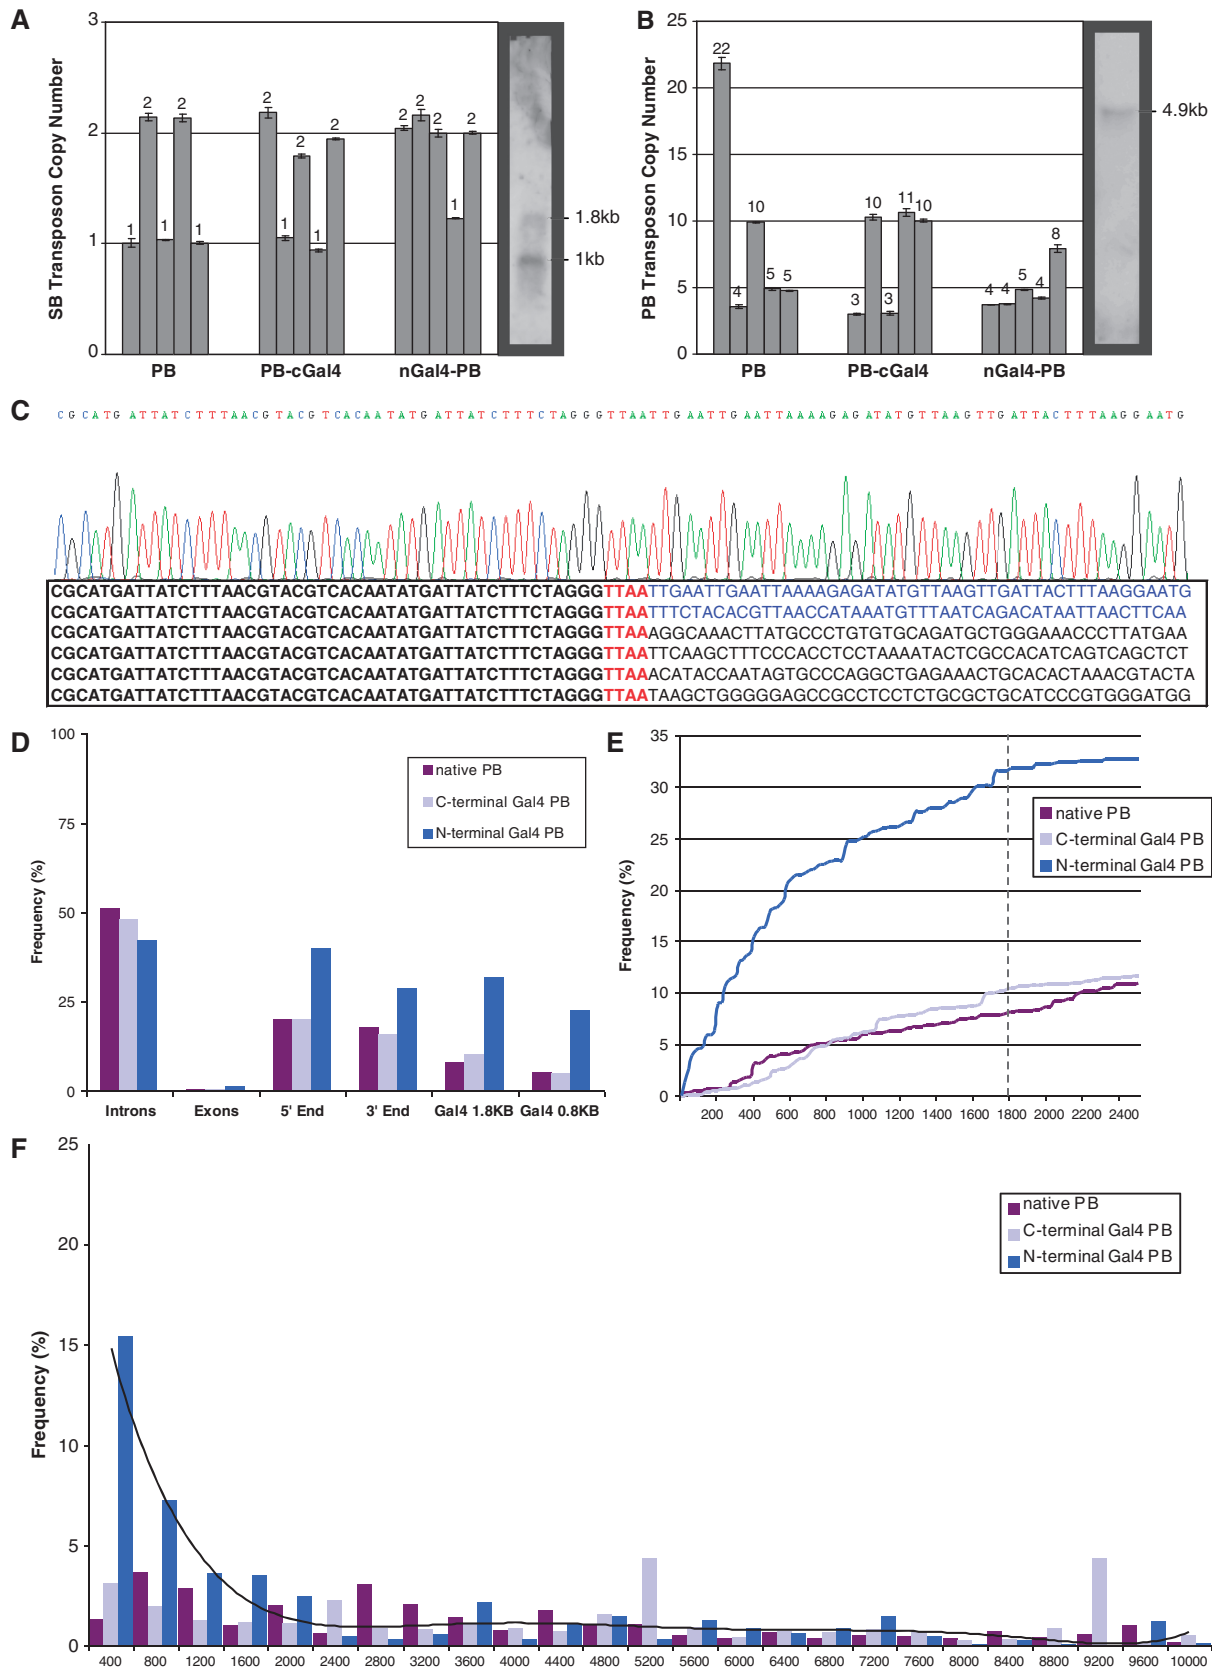 A
SB Transposon Copy Number
3
2
1
0
1
2
1
2
1
2
1
2
1
2
2
2
2
1
2
PB
PB-cGal4
nGal4-PB
1.8kb
1kb
B
PB Transposon Copy Number
25
20
15
10
5
0
22
4
10
5
5
3
10
3
11
10
4
4
5
4
8
PB
PB-cGal4
nGal4-PB
4.9kb
C
CGCATGATTATCTTTAACGTACGTCACAATATGATTATCTTTCTAGGGTTAATTGAATTGAATTAAAAGAGATATGTTAAGTTGATTACTTTAAGGAATG
CGCATGATTATCTTTAACGTACGTCACAATATGATTATCTTTCTAGGGTTAATTGAATTGAATTAAAAGAGATATGTTAAGTTGATTACTTTAAGGAATG
CGCATGATTATCTTTAACGTACGTCACAATATGATTATCTTTCTAGGGTTAATTTCTACACGTTAACCATAAATGTTTAATCAGACATAATTAACTTCAA
CGCATGATTATCTTTAACGTACGTCACAATATGATTATCTTTCTAGGGTTAAAGGCAAACTTATGCCCTGTGTGCAGATGCTGGGAAACCCTTATGAA
CGCATGATTATCTTTAACGTACGTCACAATATGATTATCTTTCTAGGGTTAATTCAAGCTTTCCCACCTCCTAAAATACTCGCCACATCAGTCAGCTCT
CGCATGATTATCTTTAACGTACGTCACAATATGATTATCTTTCTAGGGTTAAACATACCAATAGTGCCCAGGCTGAGAAACTGCACACTAAACGTACTA
CGCATGATTATCTTTAACGTACGTCACAATATGATTATCTTTCTAGGGTTAATAAGCTGGGGGAGCCGCCTCCTCTGCGCTGCATCCCGTGGGATGG
D
Frequency (%)
100
75
50
25
0
native PB
C-terminal Gal4 PB
N-terminal Gal4 PB
Introns
Exons
5' End
3' End
Gal4 1.8KB
Gal4 0.8KB
E
Frequency (%)
35
30
25
20
15
10
5
0
native PB
C-terminal Gal4 PB
N-terminal Gal4 PB
200 400 600 800 1000 1200 1400 1600 1800 2000 2200 2400
F
Frequency (%)
25
20
15
10
5
0
native PB
C-terminal Gal4 PB
N-terminal Gal4 PB
400 800 1200 1600 2000 2400 2800 3200 3600 4000 4400 4800 5200 5600 6000 6400 6800 7200 7600 8000 8400 8800 9200 9600 10000